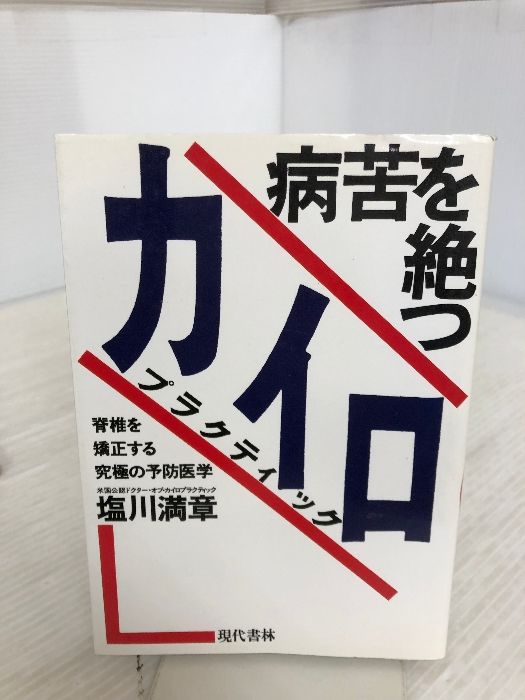 病苦を絶つ
カイロ
プラクティック
脊椎を
矯正する
究極の予防医学
米国公認ドクター・オブ・カイロプラクティック
塩川満章
現代書林